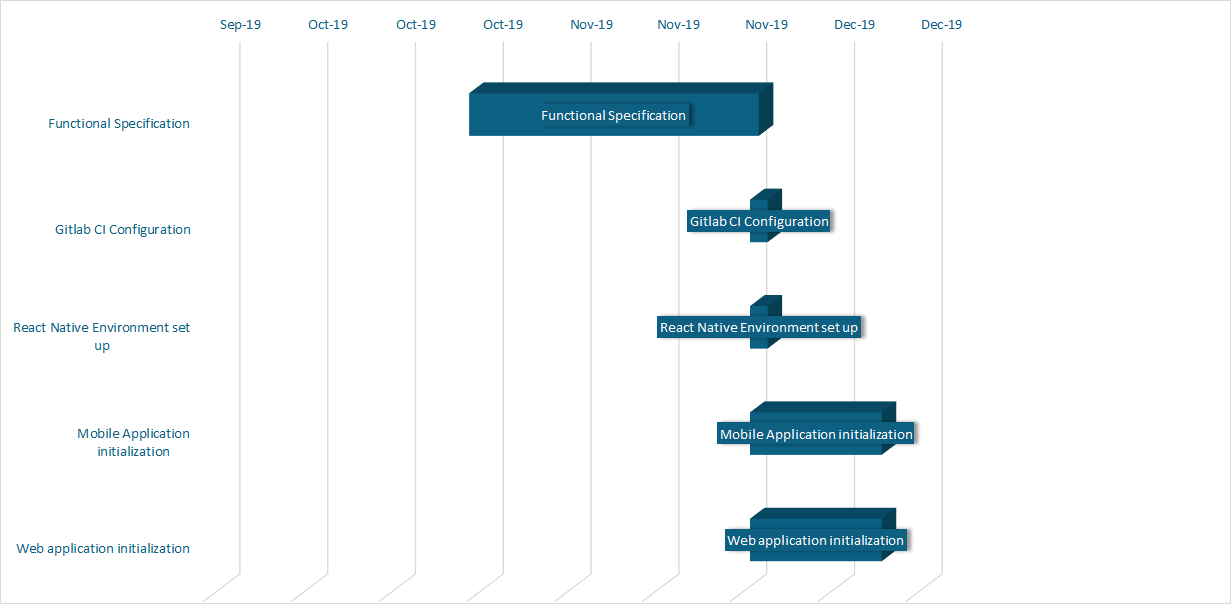 Sep-19 Oct-19 Oct-19 Oct-19 Nov-19 Nov-19 Nov-19 Dec-19 Dec-19
Functional Specification
Functional Specification
Gitlab CI Configuration
Gitlab CI Configuration
React Native Environment set
up
React Native Environment set up
Mobile Application
initialization
Mobile Application initialization
Web application initialization
Web application initialization